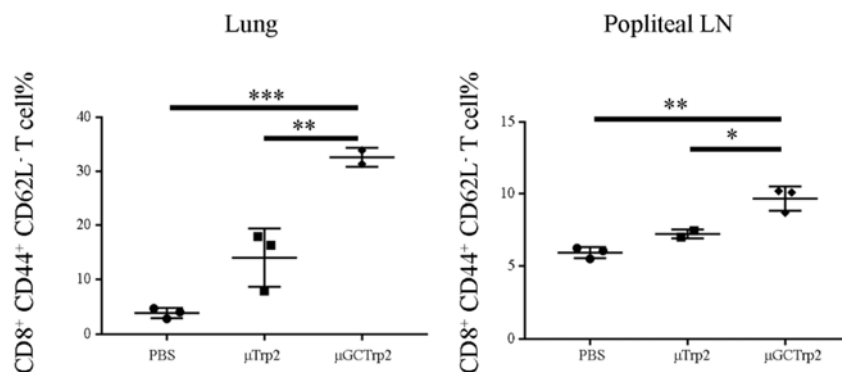 Lung
CD8⁺ CD44⁺ CD62L⁻ T cell%
40
30
20
10
0
***
**
PBS
μTrp2
μGCTrp2
Popliteal LN
CD8⁺ CD44⁺ CD62L⁻ T cell%
15
10
5
0
**
*
PBS
μTrp2
μGCTrp2